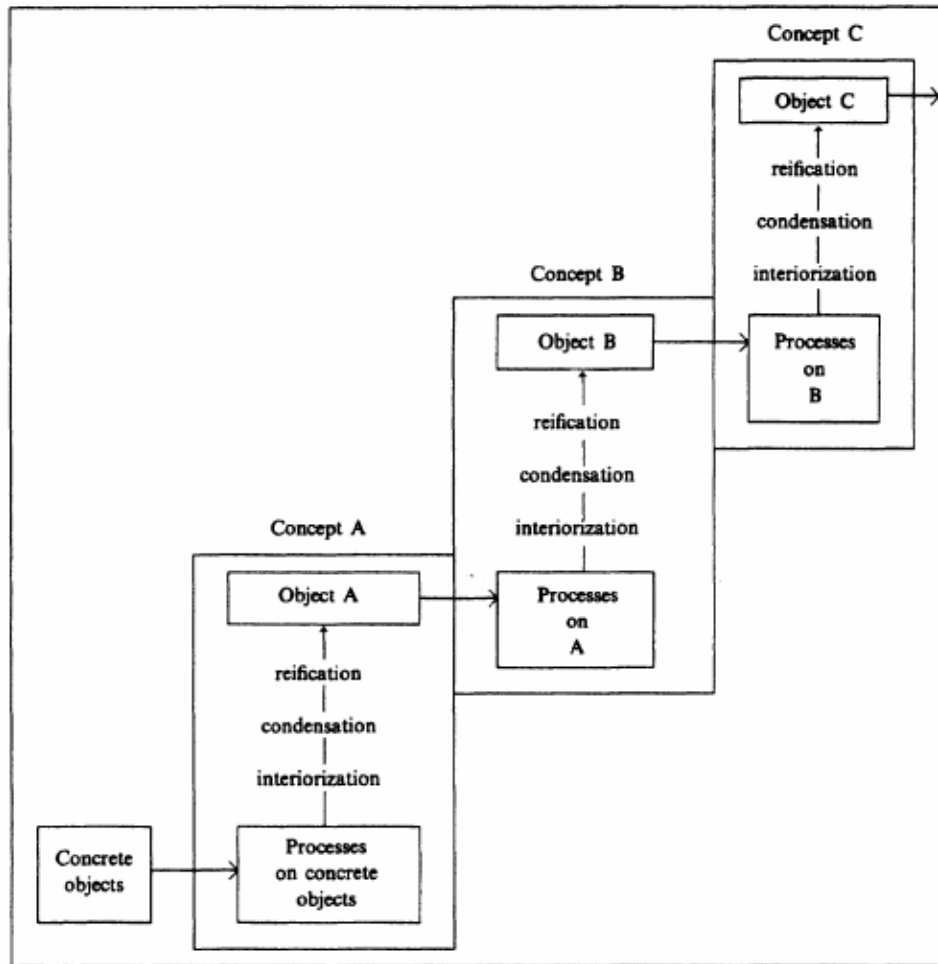 Concept C
Object C
reification
condensation
interiorization
Processes
on
B
Concept B
Object B
reification
condensation
interiorization
Processes
on
A
Concept A
Object A
reification
condensation
interiorization
Processes
on concrete
objects
Concrete
objects